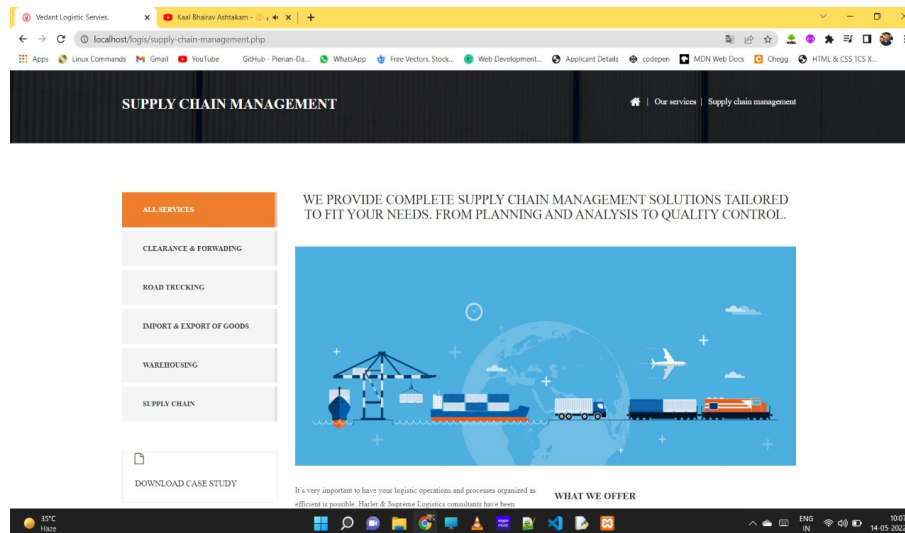 Vedant Logistic Servies.
Kaal Bhairav Ashtakam -
localhost/logis/supply-chain-management.php
Apps
Linux Commands
Gmail
YouTube
GitHub - Pierian-Da...
WhatsApp
Free Vectors, Stock...
Web Development...
Applicant Details
codepen
MDN Web Docs
Chegg
HTML & CSS TCS X...
SUPPLY CHAIN MANAGEMENT
| Our services | Supply chain management
ALL SERVICES
CLEARANCE & FORWADING
ROAD TRUCKING
IMPORT & EXPORT OF GOODS
WAREHOUSING
SUPPLY CHAIN
DOWNLOAD CASE STUDY
WE PROVIDE COMPLETE SUPPLY CHAIN MANAGEMENT SOLUTIONS TAILORED
TO FIT YOUR NEEDS. FROM PLANNING AND ANALYSIS TO QUALITY CONTROL.
It's very important to have your logistic operations and processes organized as
efficient is possible. Harler & Supreme Logistics consultants have been
WHAT WE OFFER
35°C
Haze
ENG
IN
10:07
14-05-2022